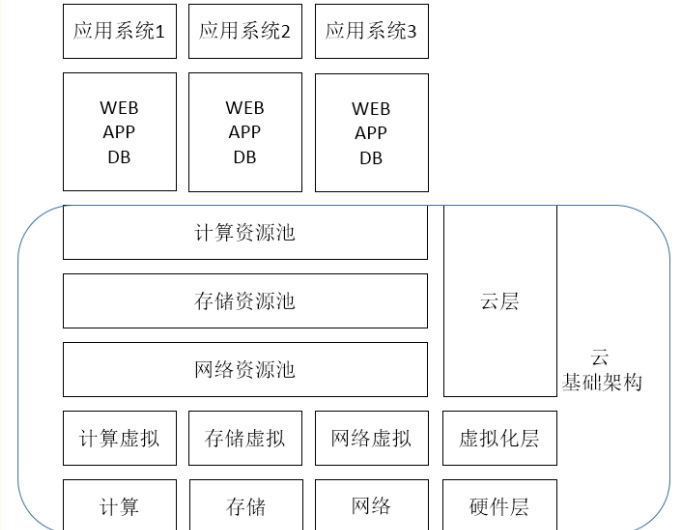 应用系统1 应用系统2 应用系统3
WEB WEB WEB
APP APP APP
DB DB DB
计算资源池
存储资源池
云层
网络资源池
云
基础架构
计算虚拟 存储虚拟 网络虚拟 虚拟化层
计算 存储 网络 硬件层